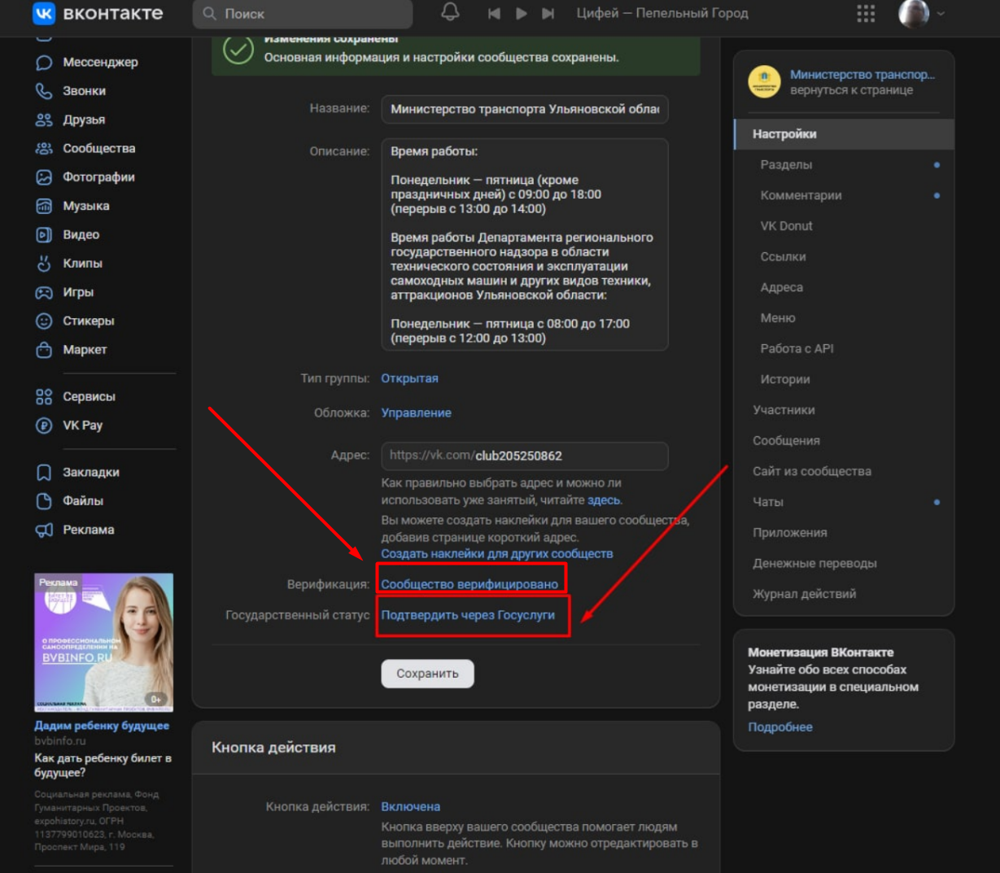 ВКОНТАКТЕ
Поиск
Цифей — Пепельный Город
Мессенджер
Звонки
Друзья
Сообщества
Фотографии
Музыка
Видео
Клипы
Игры
Стикеры
Маркет
Сервисы
VK Pay
Закладки
Файлы
Реклама
Реклама
О ПРОФЕССИОНАЛЬНОМ
САМООПРЕДЕЛЕНИИ НА
BVBINFO.RU
0+
Дадим ребенку будущее
bvbinfo.ru
Как дать ребенку билет в
будущее?
Социальная реклама, Фонд
Гуманитарных Проектов,
expohistory.ru, ОГРН
1137799010623, г. Москва,
Проспект Мира, 119
Изменения сохранены
Основная информация и настройки сообщества сохранены.
Название: Министерство транспорта Ульяновской обла
Описание: Время работы:
Понедельник — пятница (кроме
праздничных дней) с 09:00 до 18:00
(перерыв с 13:00 до 14:00)
Время работы Департамента регионального
государственного надзора в области
технического состояния и эксплуатации
самоходных машин и других видов техники,
аттракционов Ульяновской области:
Понедельник — пятница с 08:00 до 17:00
(перерыв с 12:00 до 13:00)
Тип группы: Открытая
Обложка: Управление
Адрес: https://vk.com/club205250862
Как правильно выбрать адрес и можно ли
использовать уже занятый, читайте здесь.
Вы можете создать наклейки для вашего сообщества,
добавив странице короткий адрес.
Создать наклейки для других сообществ
Верификация: Сообщество верифицировано
Государственный статус Подтвердить через Госуслуги
Сохранить
Кнопка действия
Кнопка действия: Включена
Кнопка вверху вашего сообщества помогает людям
выполнить действие. Кнопку можно отредактировать в
любой момент.
Министерство транспор...
вернуться к странице
Настройки
Разделы
Комментарии
VK Donut
Ссылки
Адреса
Меню
Работа с API
Истории
Участники
Сообщения
Сайт из сообщества
Чаты
Приложения
Денежные переводы
Журнал действий
Монетизация ВКонтакте
Узнайте обо всех способах
монетизации в специальном
разделе.
Подробнее